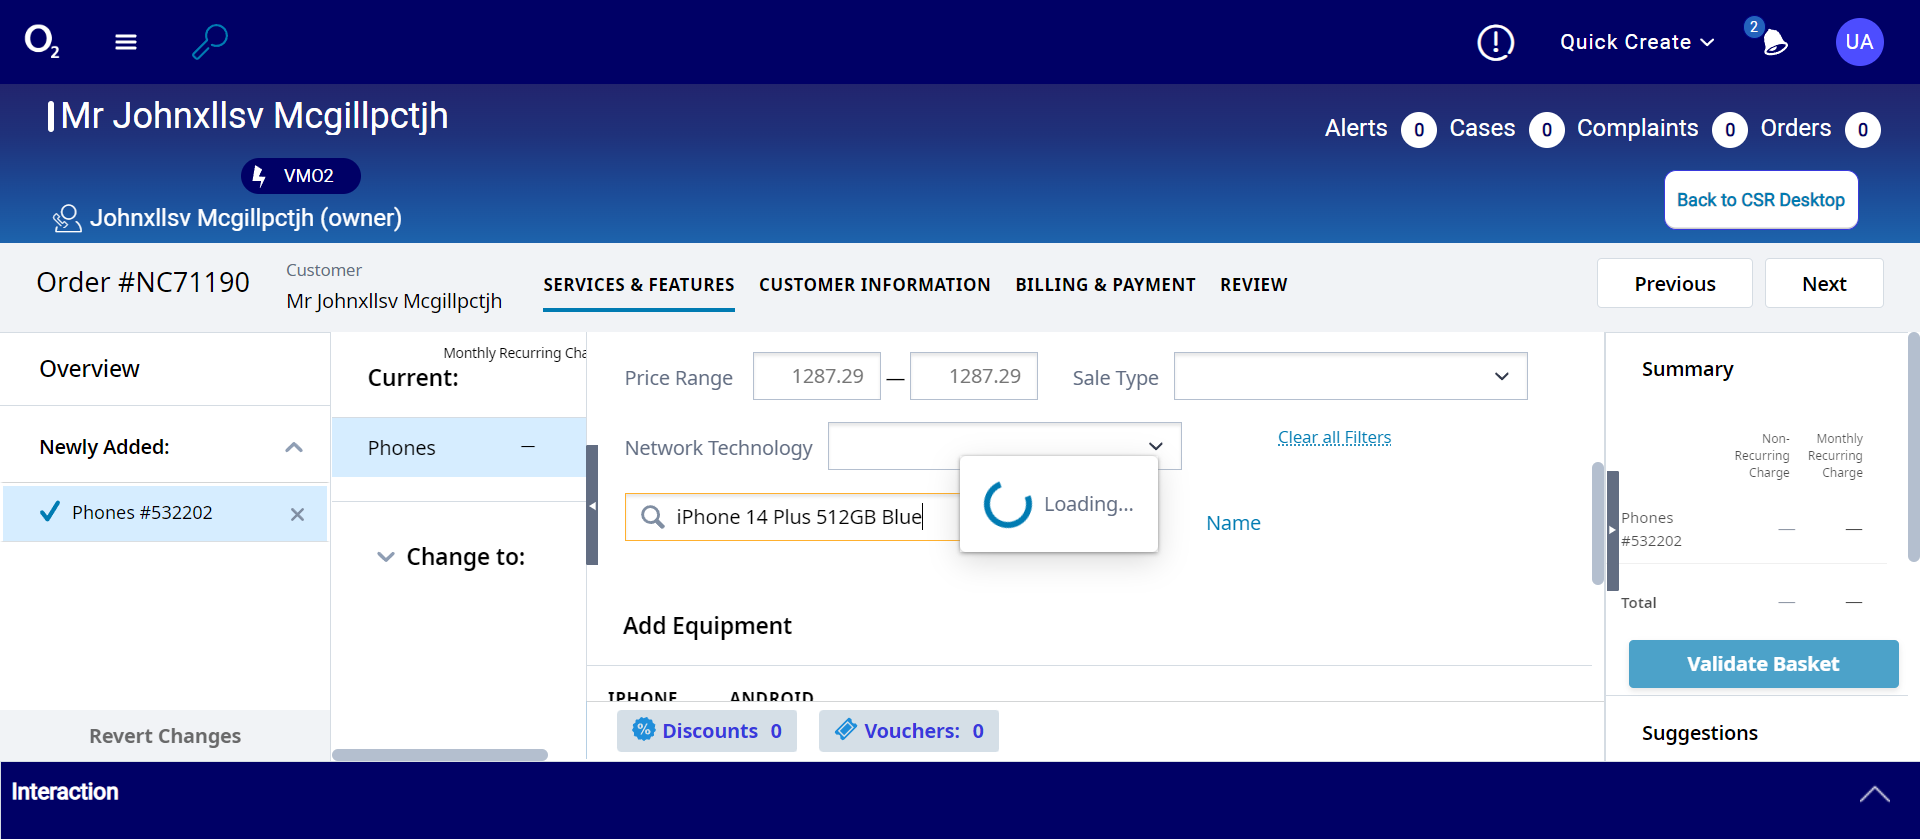 O2
Quick Create
2
UA
Mr Johnxllsv Mcgillpctjh
Alerts 0 Cases 0 Complaints 0 Orders 0
VMO2
Johnxllsv Mcgillpctjh (owner)
Back to CSR Desktop
Order #NC71190
Customer
Mr Johnxllsv Mcgillpctjh
SERVICES & FEATURES
CUSTOMER INFORMATION
BILLING & PAYMENT
REVIEW
Previous
Next
Overview
Newly Added:
Phones #532202
Revert Changes
Monthly Recurring Cha
Current:
Phones —
Change to:
Price Range 1287.29 — 1287.29
Sale Type
Network Technology
Clear all Filters
iPhone 14 Plus 512GB Blue
Loading...
Name
Add Equipment
IPHONE
ANDROID
Discounts 0
Vouchers: 0
Summary
Non-
Recurring
Charge
Monthly
Recurring
Charge
Phones
#532202
— —
Total — —
Validate Basket
Suggestions
Interaction